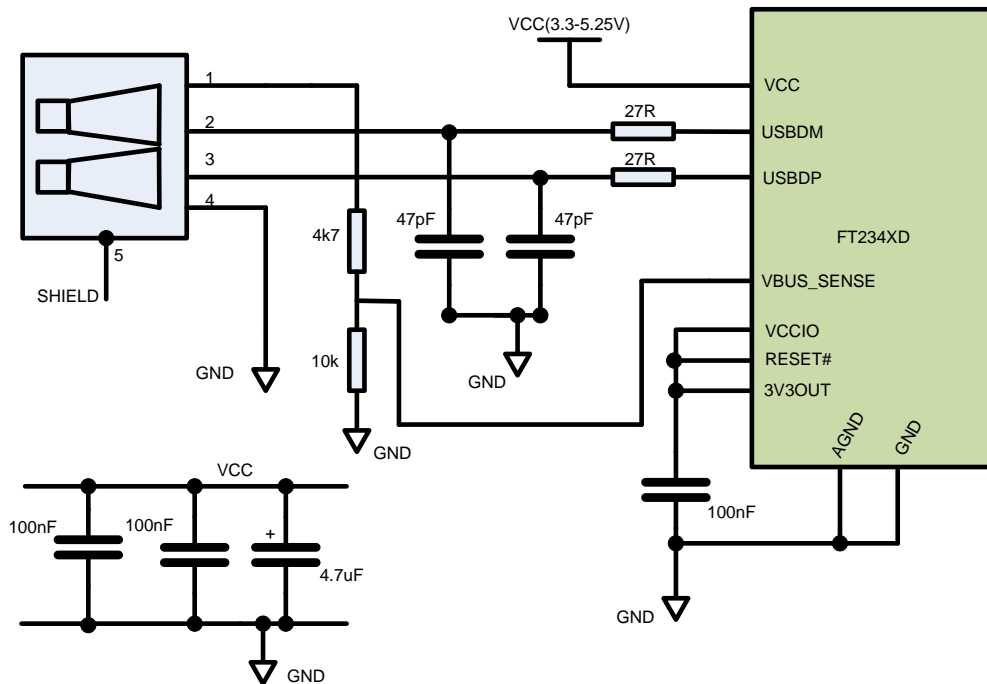 VCC(3.3-5.25V)
1
VCC
27R
2
USBDM
27R
3
USBDP
4
47pF
47pF
4k7
FT234XD
5
SHIELD
VBUS_SENSE
VCCIO
10k
RESET#
GND
GND
3V3OUT
AGND
GND
GND
VCC
100nF
100nF
100nF
+
4.7uF
GND
GND